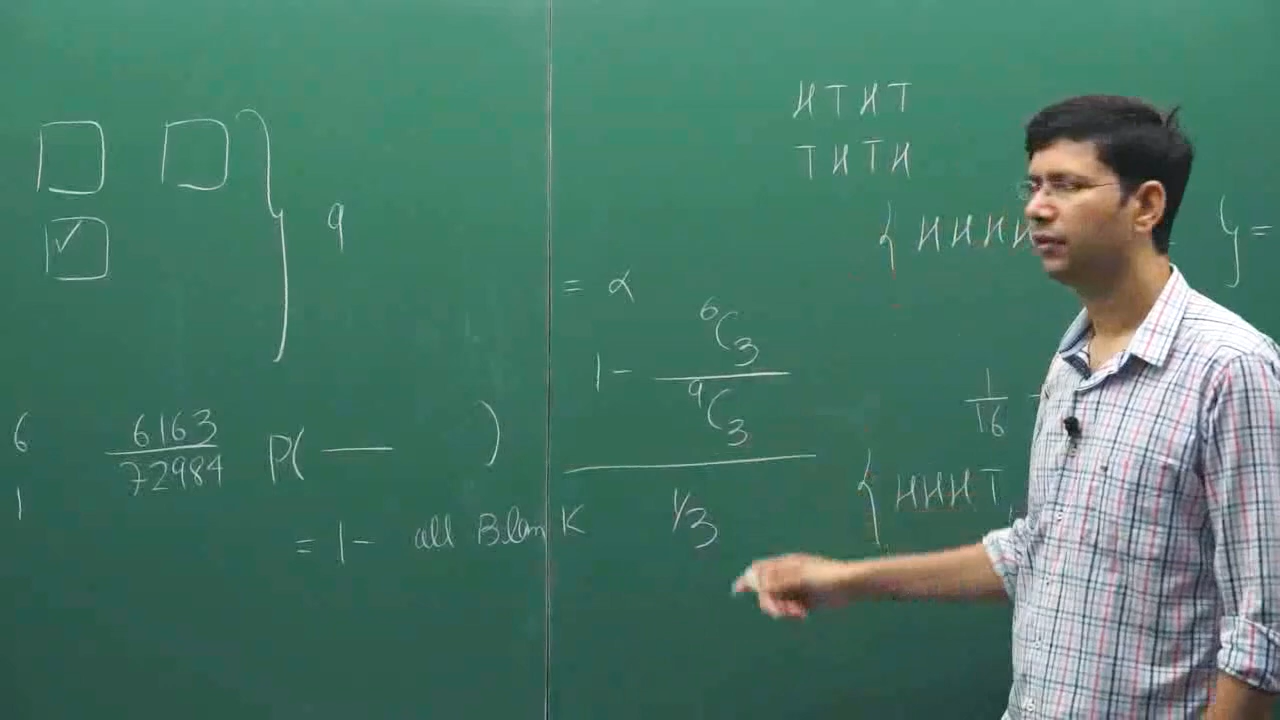 9
6
1
6163
72984
P( )
= 1 - all Blank
= α
1 - ⁶C₃
⁹C₃
1/3
HTHT
THTH
{ HHHH
y =
1
16
{ HHHT,